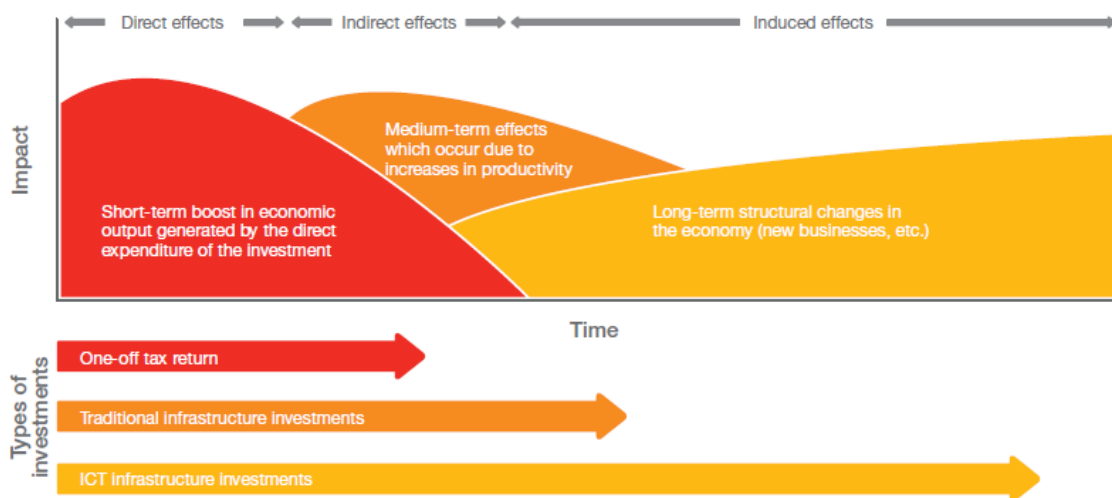 Direct effects
Indirect effects
Induced effects
Impact
Short-term boost in economic
output generated by the direct
expenditure of the investment
Medium-term effects
which occur due to
increases in productivity
Long-term structural changes in
the economy (new businesses, etc.)
Time
Types of
investments
One-off tax return
Traditional infrastructure investments
ICT infrastructure investments